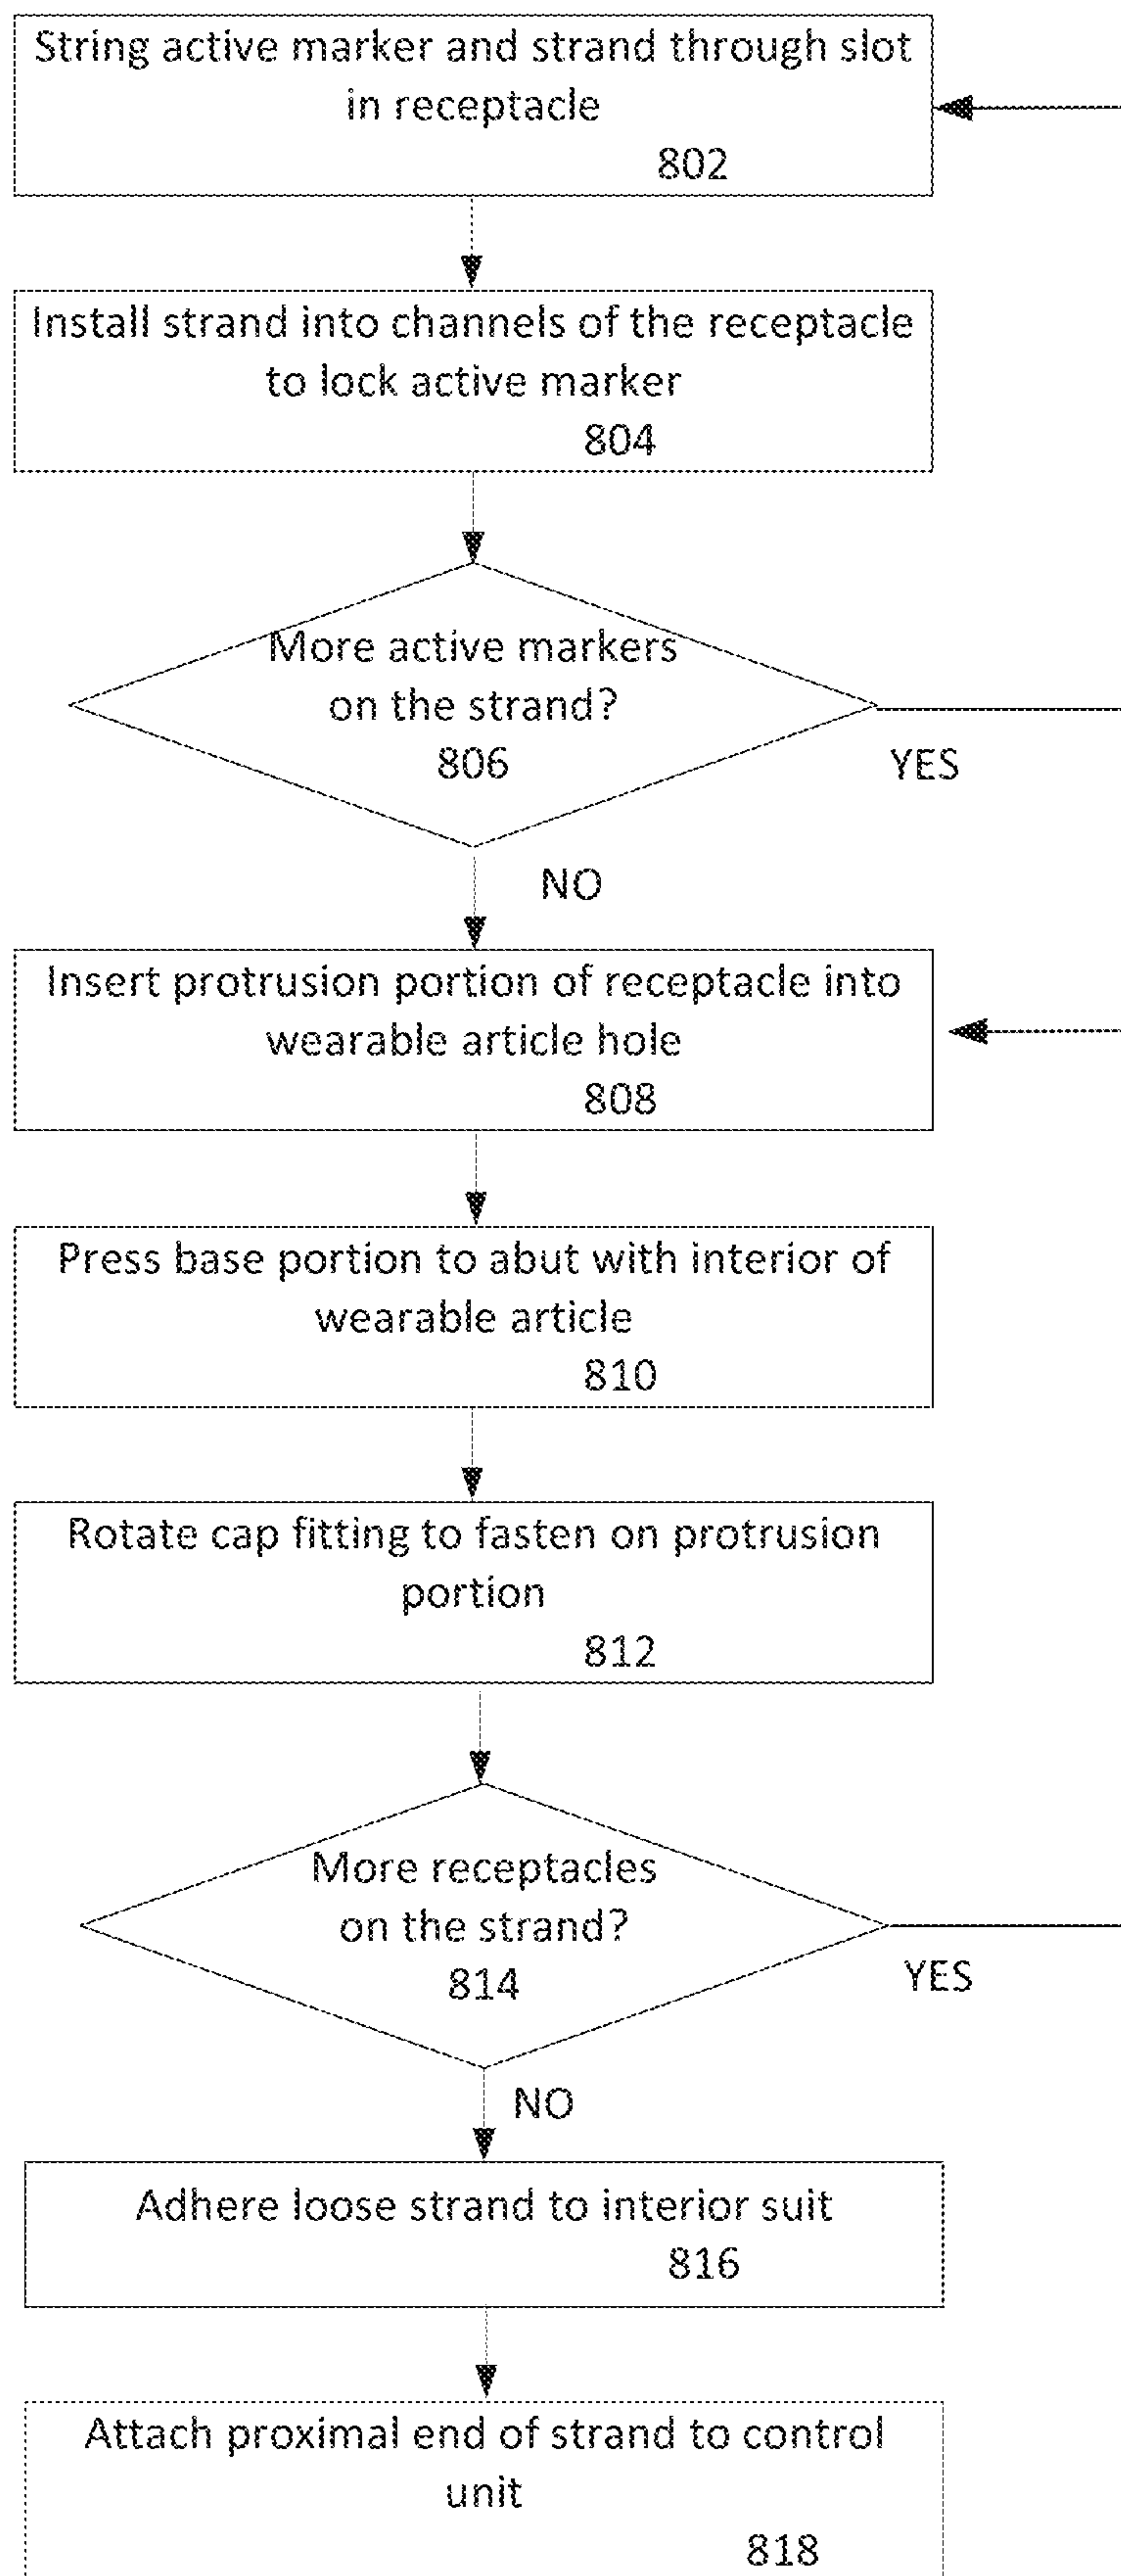 String active marker and strand through slot
in receptacle
802
Install strand into channels of the receptacle
to lock active marker
804
More active markers
on the strand?
806
YES
NO
Insert protrusion portion of receptacle into
wearable article hole
808
Press base portion to abut with interior of
wearable article
810
Rotate cap fitting to fasten on protrusion
portion
812
More receptacles
on the strand?
814
YES
NO
Adhere loose strand to interior suit
816
Attach proximal end of strand to control
unit
818